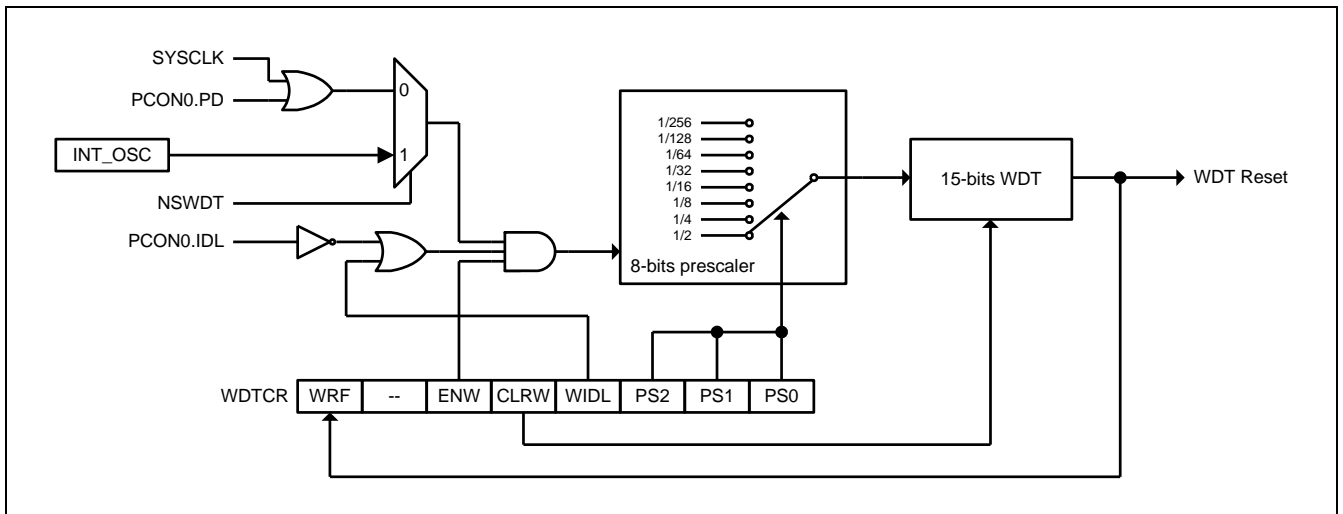 SYSCLK
PCON0.PD
0
INT_OSC
1
NSWDT
PCON0.IDL
1/256
1/128
1/64
1/32
1/16
1/8
1/4
1/2
8-bits prescaler
15-bits WDT
WDT Reset
WDTCR WRF -- ENW CLRW WIDL PS2 PS1 PS0